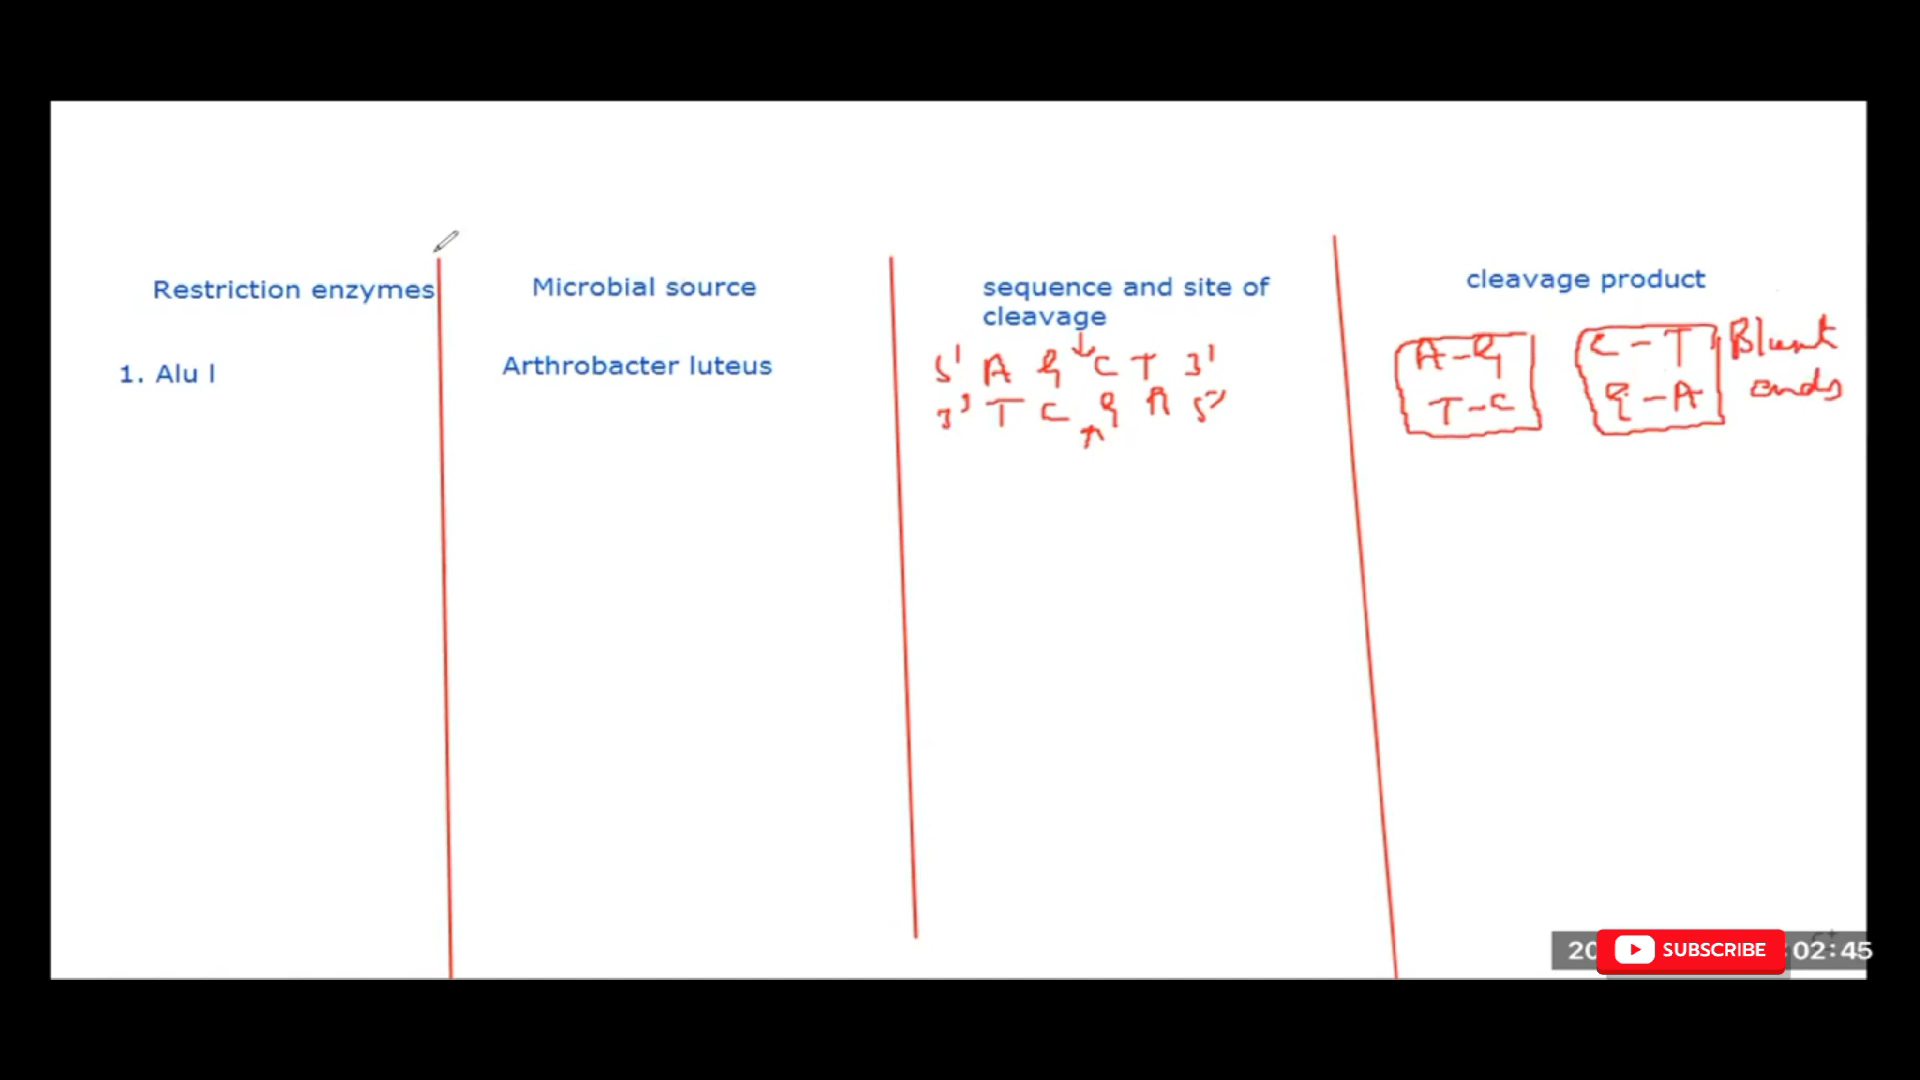 Restriction enzymes
Microbial source
sequence and site of
cleavage
cleavage product
1. Alu l
Arthrobacter luteus
5' A G ↓ C T 3'
3' T C ↑ G A 5'
A-G
T-C
C-T
G-A
Blunt
ends
20
SUBSCRIBE
:02:45